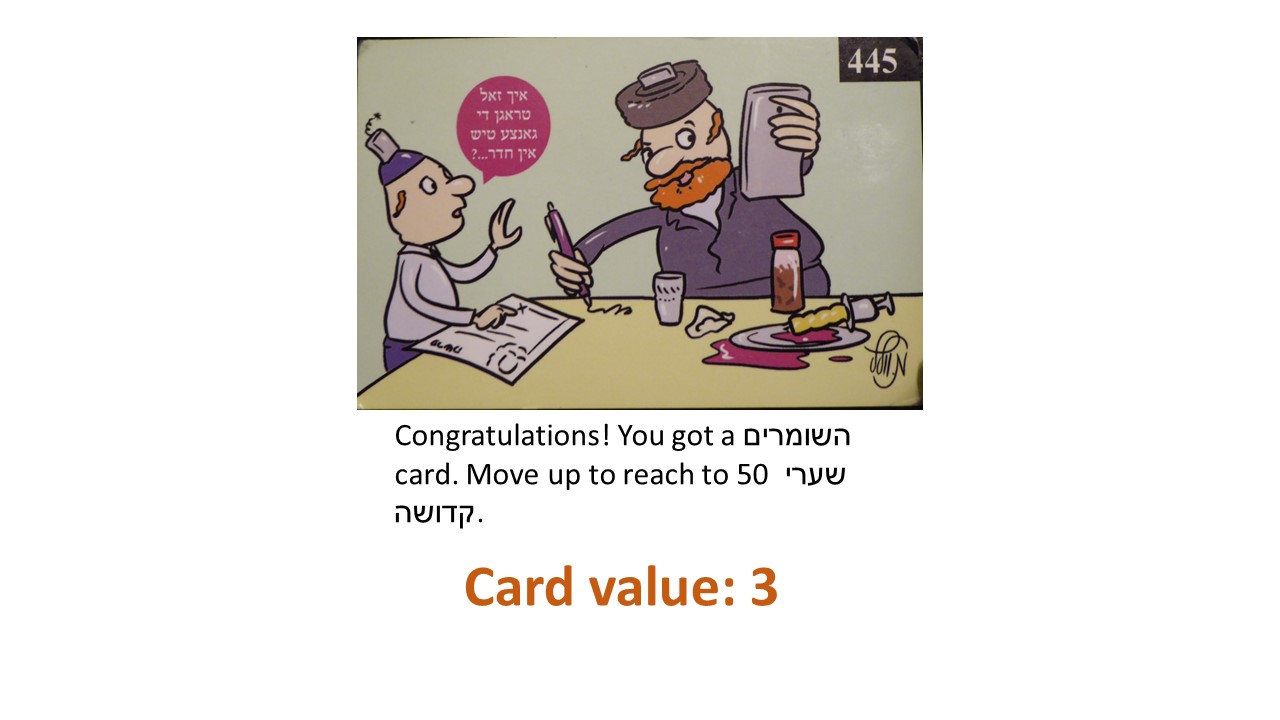 445
איך זאל
טראגן די
גאנצע טיש
אין חדר...?
Congratulations! You got a השומרים
card. Move up to reach to 50 שערי
קדושה.
Card value: 3